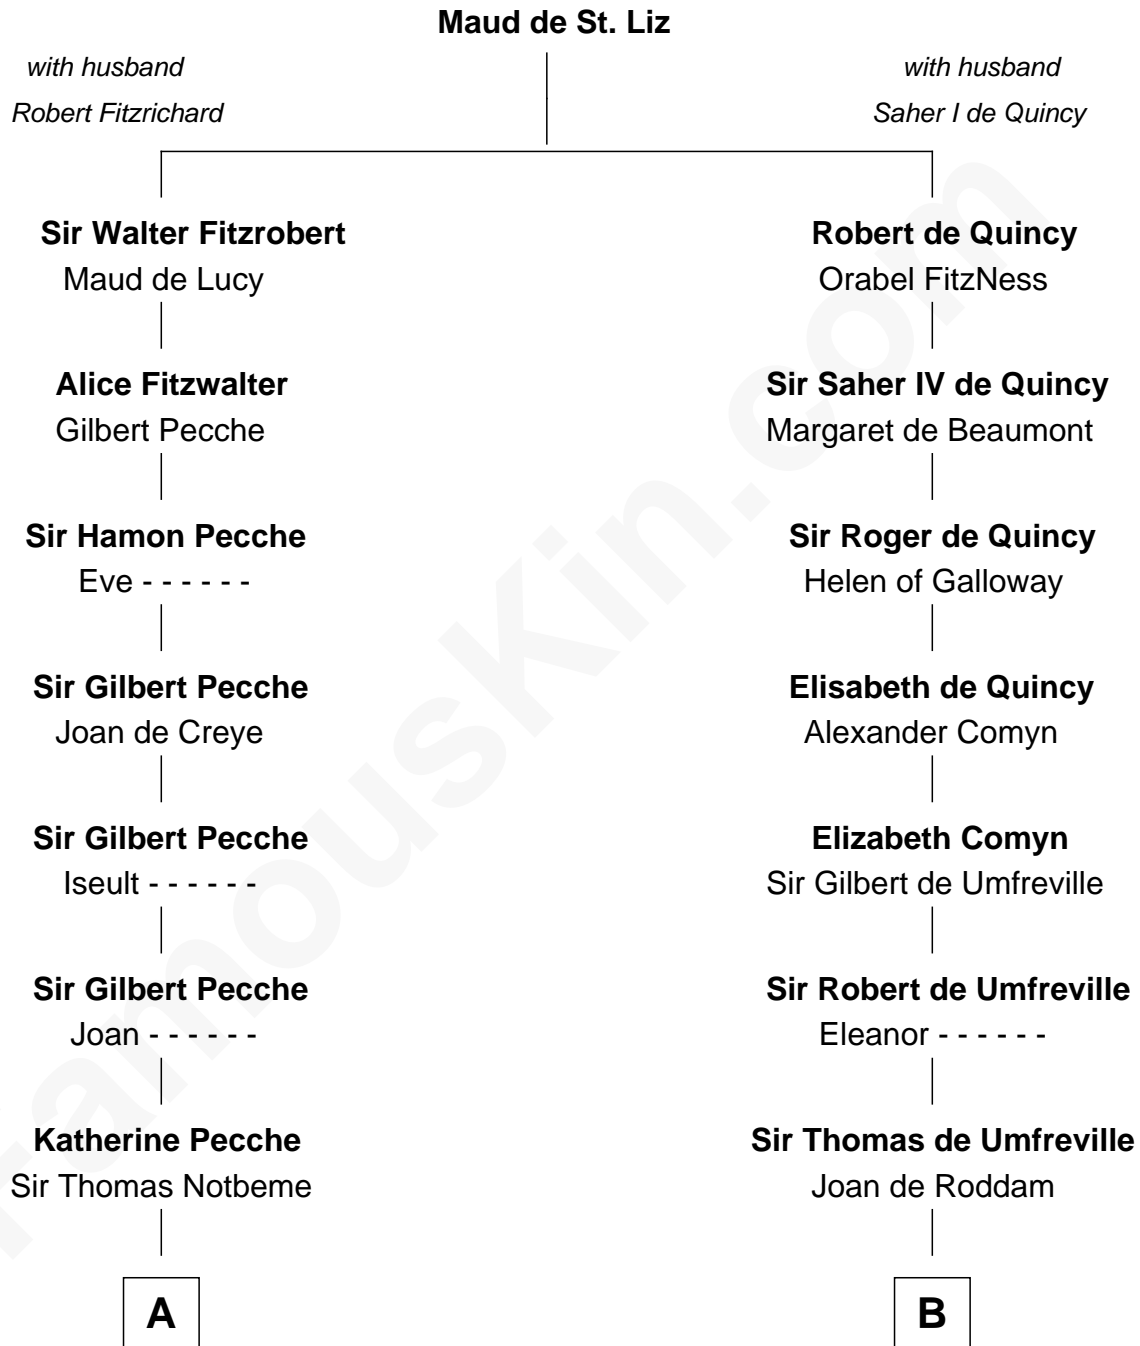 Maud de St. Liz
with husband
Robert Fitzrichard
with husband
Saher I de Quincy
Sir Walter Fitzrobert
Maud de Lucy
Robert de Quincy
Orabel FitzNess
Alice Fitzwalter
Gilbert Pecche
Sir Saher IV de Quincy
Margaret de Beaumont
Sir Hamon Pecche
Eve - - - - - -
Sir Roger de Quincy
Helen of Galloway
Sir Gilbert Pecche
Joan de Creye
Elisabeth de Quincy
Alexander Comyn
Sir Gilbert Pecche
Iseult - - - - - -
Elizabeth Comyn
Sir Gilbert de Umfreville
Sir Gilbert Pecche
Joan - - - - - -
Sir Robert de Umfreville
Eleanor - - - - - -
Katherine Pecche
Sir Thomas Notbeme
Sir Thomas de Umfreville
Joan de Roddam
A
B
FamousKin.com